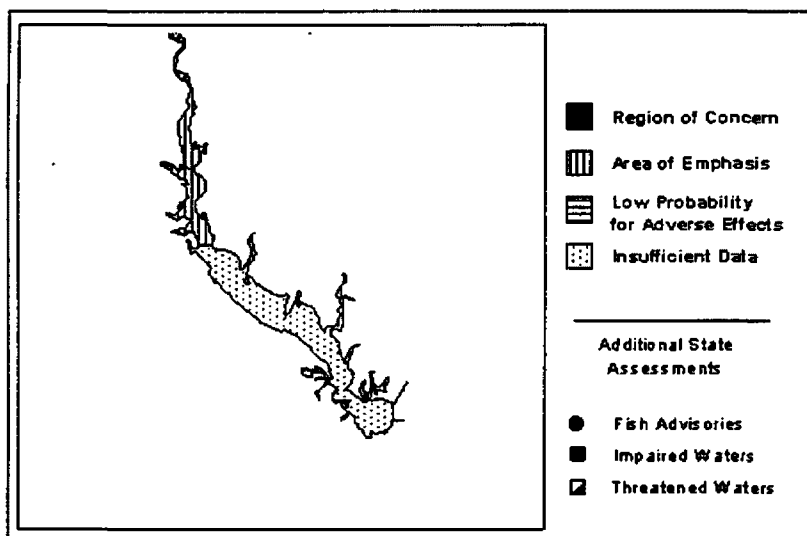 Region of Concern
Area of Emphasis
Low Probability
for Adverse Effects
Insufficient Data
Additional State
Assessments
Fish Advisories
Impaired Waters
Threatened Waters